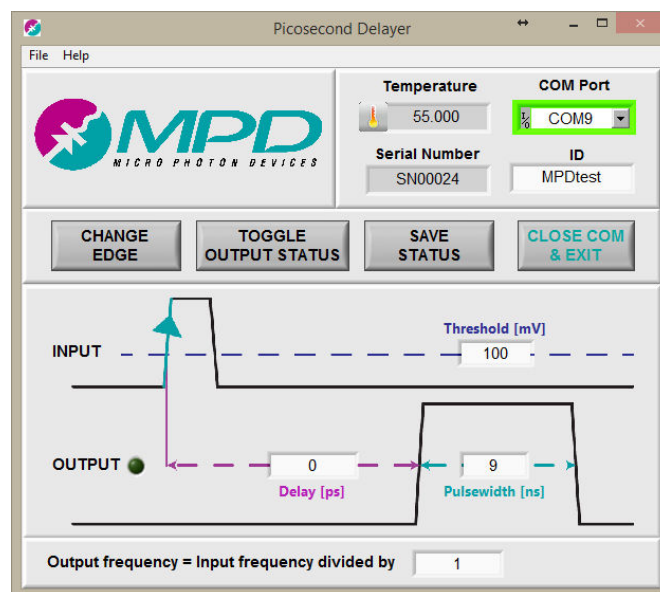 Picosecond Delayer
File Help
MPD
MICRO PHOTON DEVICES
Temperature
55.000
COM Port
I/O COM9
Serial Number
SN00024
ID
MPDtest
CHANGE
EDGE
TOGGLE
OUTPUT STATUS
SAVE
STATUS
CLOSE COM
& EXIT
INPUT
Threshold [mV]
100
OUTPUT
0
Delay [ps]
9
Pulsewidth [ns]
Output frequency = Input frequency divided by 1